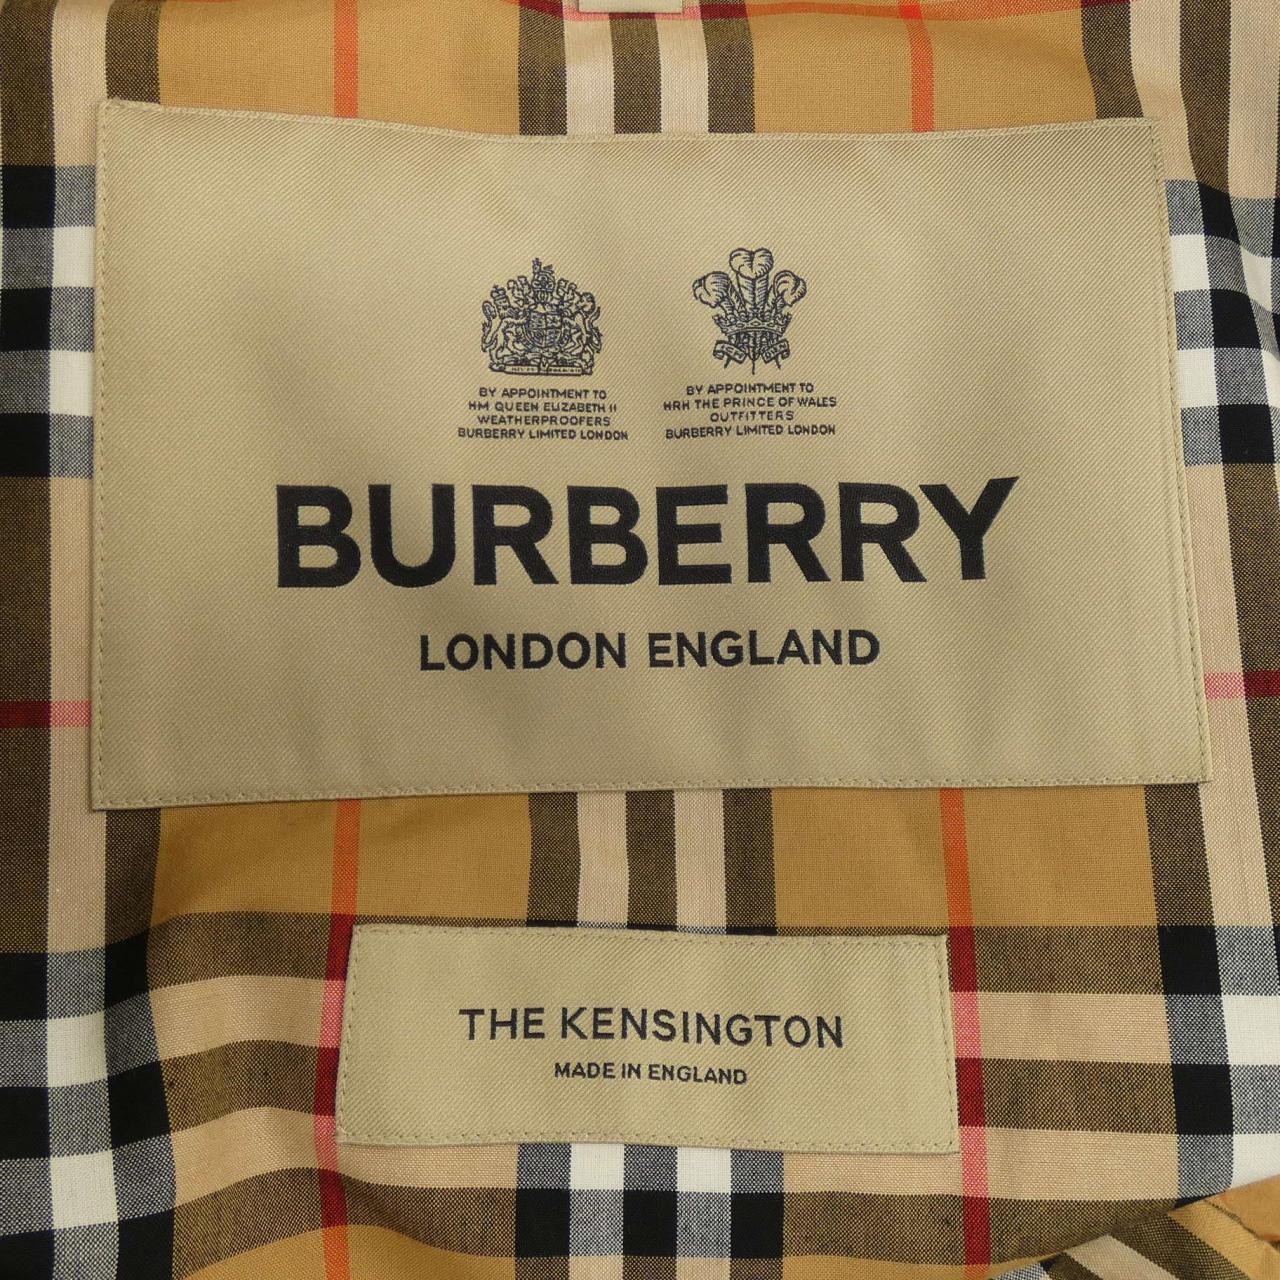 BY APPOINTMENT TO
HM QUEEN ELIZABETH II
WEATHERPROOFERS
BURBERRY LIMITED LONDON
BY APPOINTMENT TO
HRH THE PRINCE OF WALES
OUTFITTERS
BURBERRY LIMITED LONDON
BURBERRY
LONDON ENGLAND
THE KENSINGTON
MADE IN ENGLAND